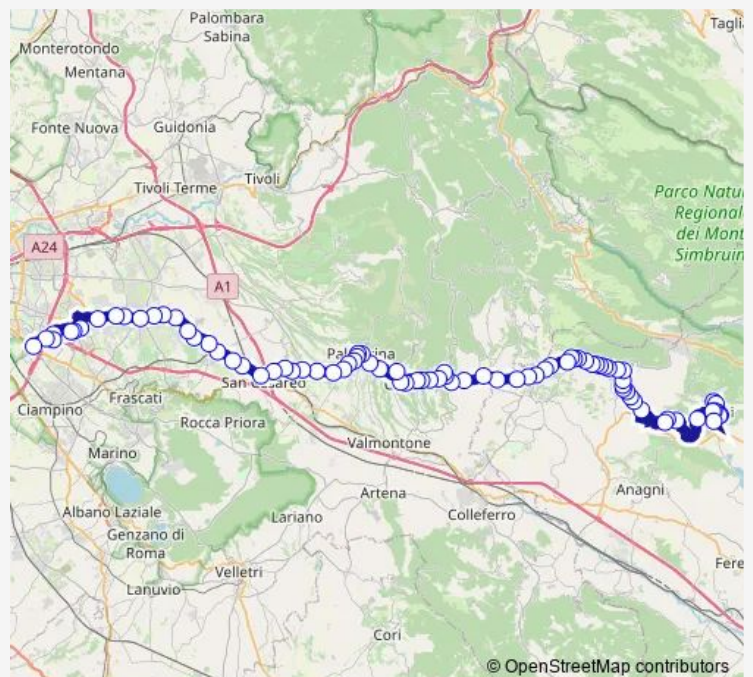 Palombara
Sabina
Taglia
Monterotondo
Mentana
Fonte Nuova
Guidonia
Tivoli Terme
Tivoli
Parco Natu
Regional
dei Mont
Simbruin
A24
A1
San Cesareo
Ciampino
Frascati
Rocca Priora
Marino
Valmontone
Artena
Colleferro
Anagni
Albano Laziale
Lariano
Genzano di
Roma
Velletri
Lanuvio
Fere
Cori
© OpenStreetMap contributors